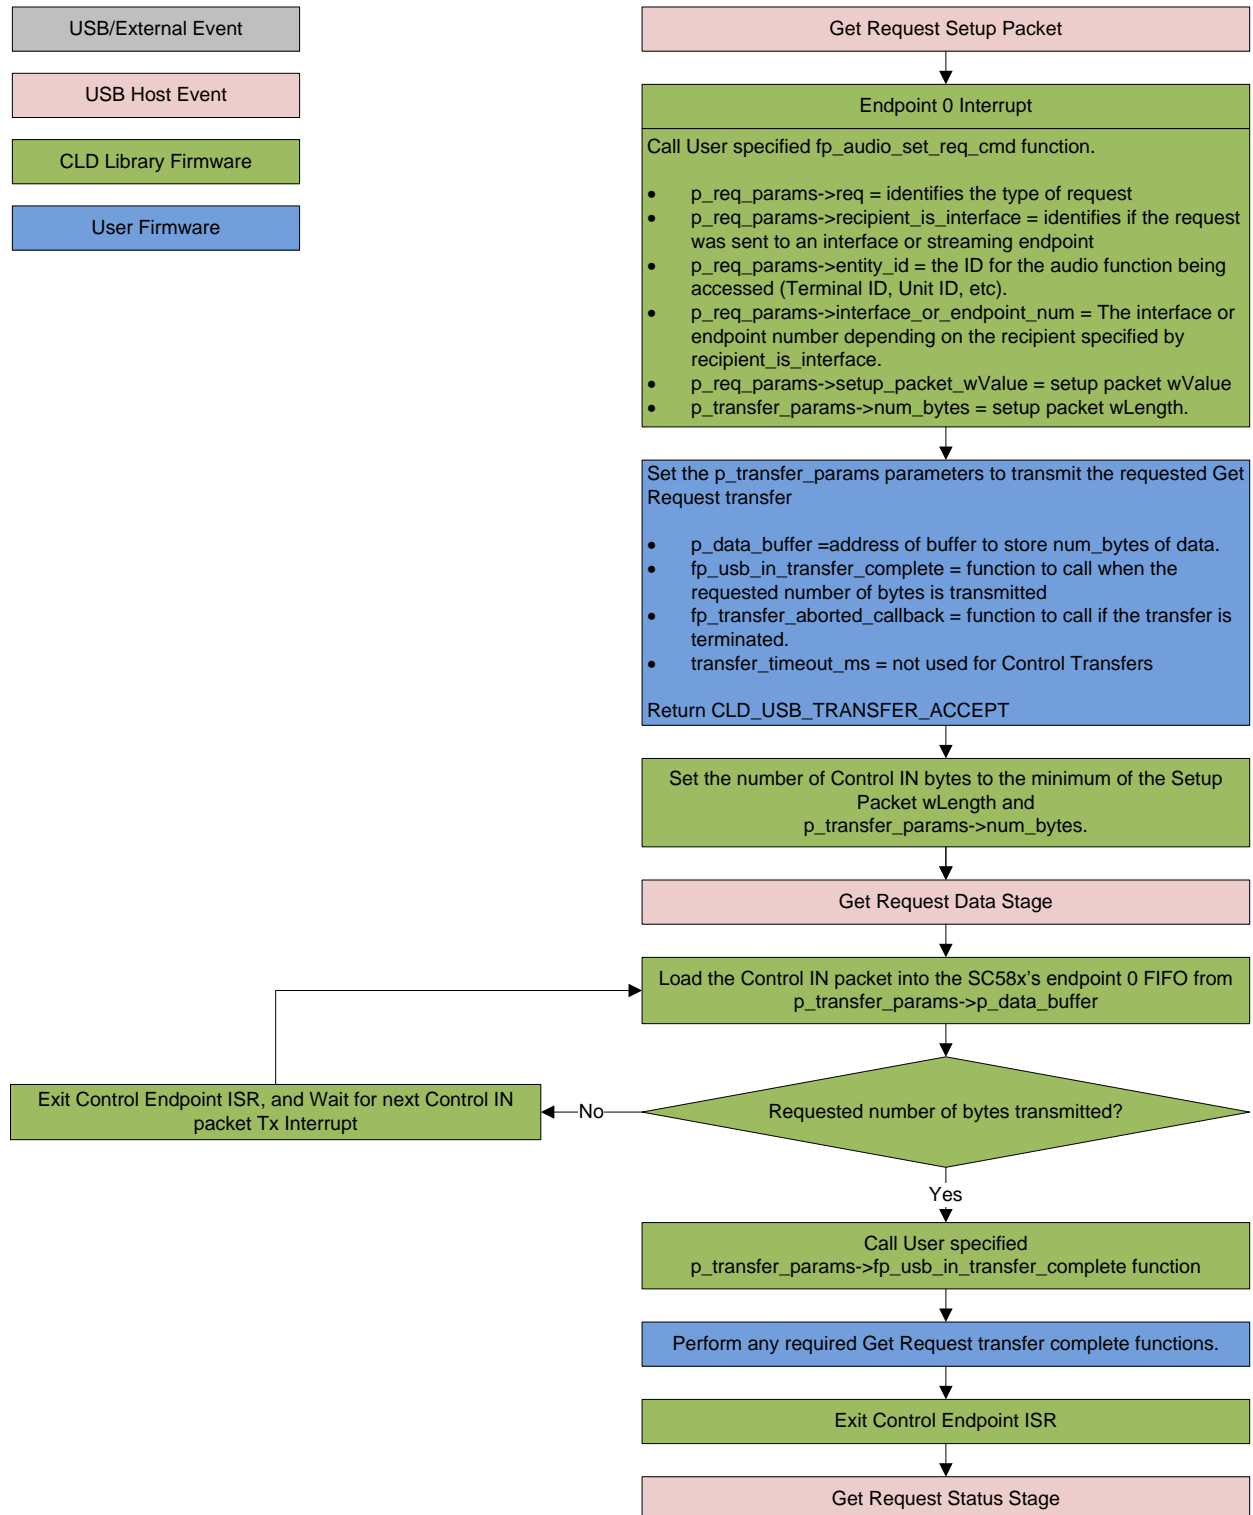 USB/External Event
USB Host Event
CLD Library Firmware
User Firmware
Get Request Setup Packet
Endpoint 0 Interrupt
Call User specified fp_audio_set_req_cmd function.
• p_req_params->req = identifies the type of request
• p_req_params->recipient_is_interface = identifies if the request
was sent to an interface or streaming endpoint
• p_req_params->entity_id = the ID for the audio function being
accessed (Terminal ID, Unit ID, etc).
• p_req_params->interface_or_endpoint_num = The interface or
endpoint number depending on the recipient specified by
recipient_is_interface.
• p_req_params->setup_packet_wValue = setup packet wValue
• p_transfer_params->num_bytes = setup packet wLength.
Set the p_transfer_params parameters to transmit the requested Get
Request transfer
• p_data_buffer =address of buffer to store num_bytes of data.
• fp_usb_in_transfer_complete = function to call when the
requested number of bytes is transmitted
• fp_transfer_aborted_callback = function to call if the transfer is
terminated.
• transfer_timeout_ms = not used for Control Transfers
Return CLD_USB_TRANSFER_ACCEPT
Set the number of Control IN bytes to the minimum of the Setup
Packet wLength and
p_transfer_params->num_bytes.
Get Request Data Stage
Load the Control IN packet into the SC58x's endpoint 0 FIFO from
p_transfer_params->p_data_buffer
Requested number of bytes transmitted?
No
Exit Control Endpoint ISR, and Wait for next Control IN
packet Tx Interrupt
Yes
Call User specified
p_transfer_params->fp_usb_in_transfer_complete function
Perform any required Get Request transfer complete functions.
Exit Control Endpoint ISR
Get Request Status Stage